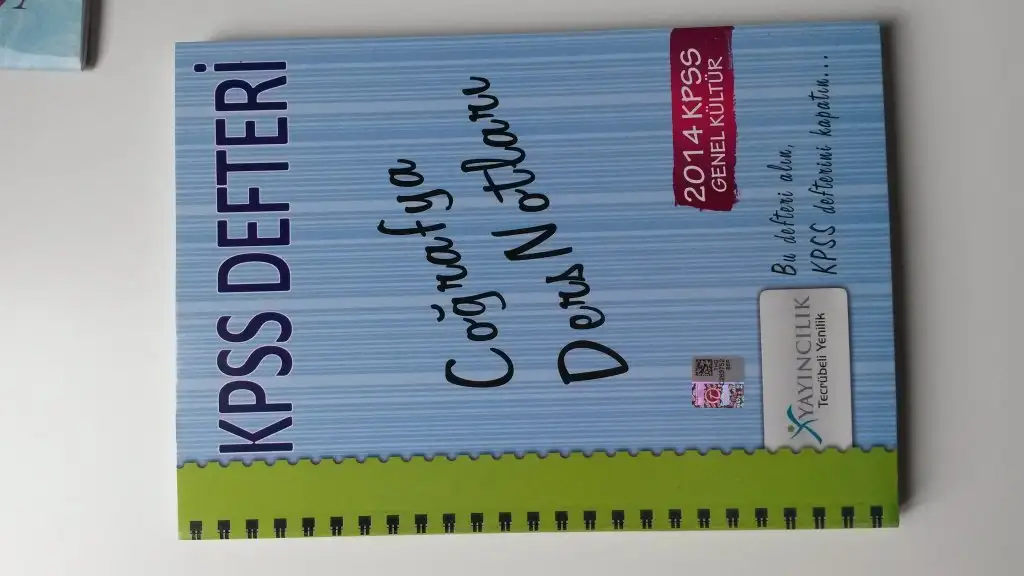 KPSS DEFTERİ
Coğrafya
Ders Notları
2014 KPSS
GENEL KÜLTÜR
Bu defteri alın,
KPSS defterini kapatın...
YAYINCILIK
Tecrübeli Yenilik